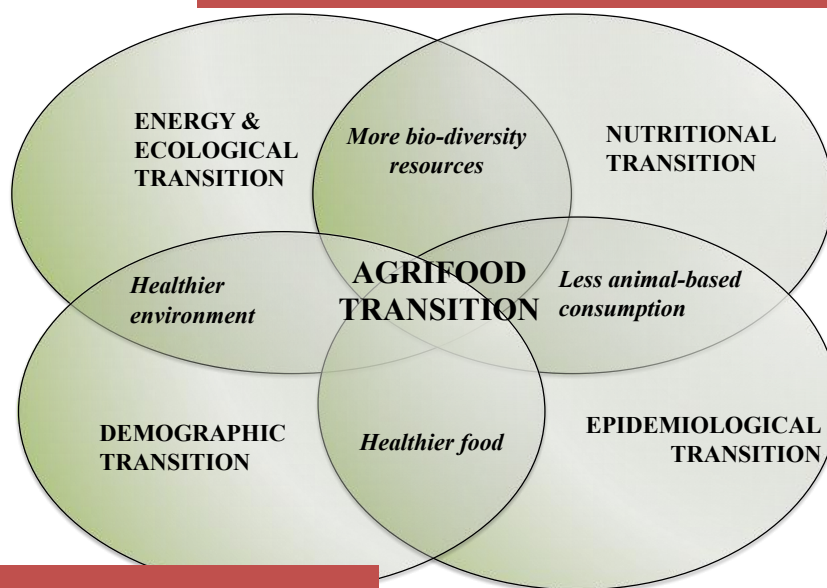 ENERGY &
ECOLOGICAL
TRANSITION
More bio-diversity
resources
NUTRITIONAL
TRANSITION
Healthier
environment
AGRIFOOD
TRANSITION
Less animal-based
consumption
DEMOGRAPHIC
TRANSITION
Healthier food
EPIDEMIOLOGICAL
TRANSITION